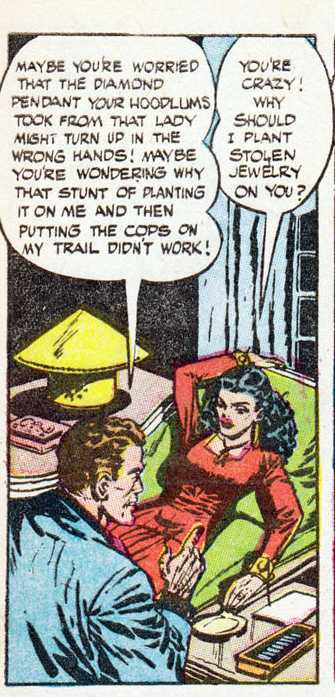 MAYBE YOU'RE WORRIED
THAT THE DIAMOND
PENDANT YOUR HOODLUMS
TOOK FROM THAT LADY
MIGHT TURN UP IN THE
WRONG HANDS! MAYBE
YOU'RE WONDERING WHY
THAT STUNT OF PLANTING
IT ON ME AND THEN
PUTTING THE COPS ON
MY TRAIL DIDN'T WORK!
YOU'RE
CRAZY!
WHY
SHOULD
I PLANT
STOLEN
JEWELRY
ON YOU?